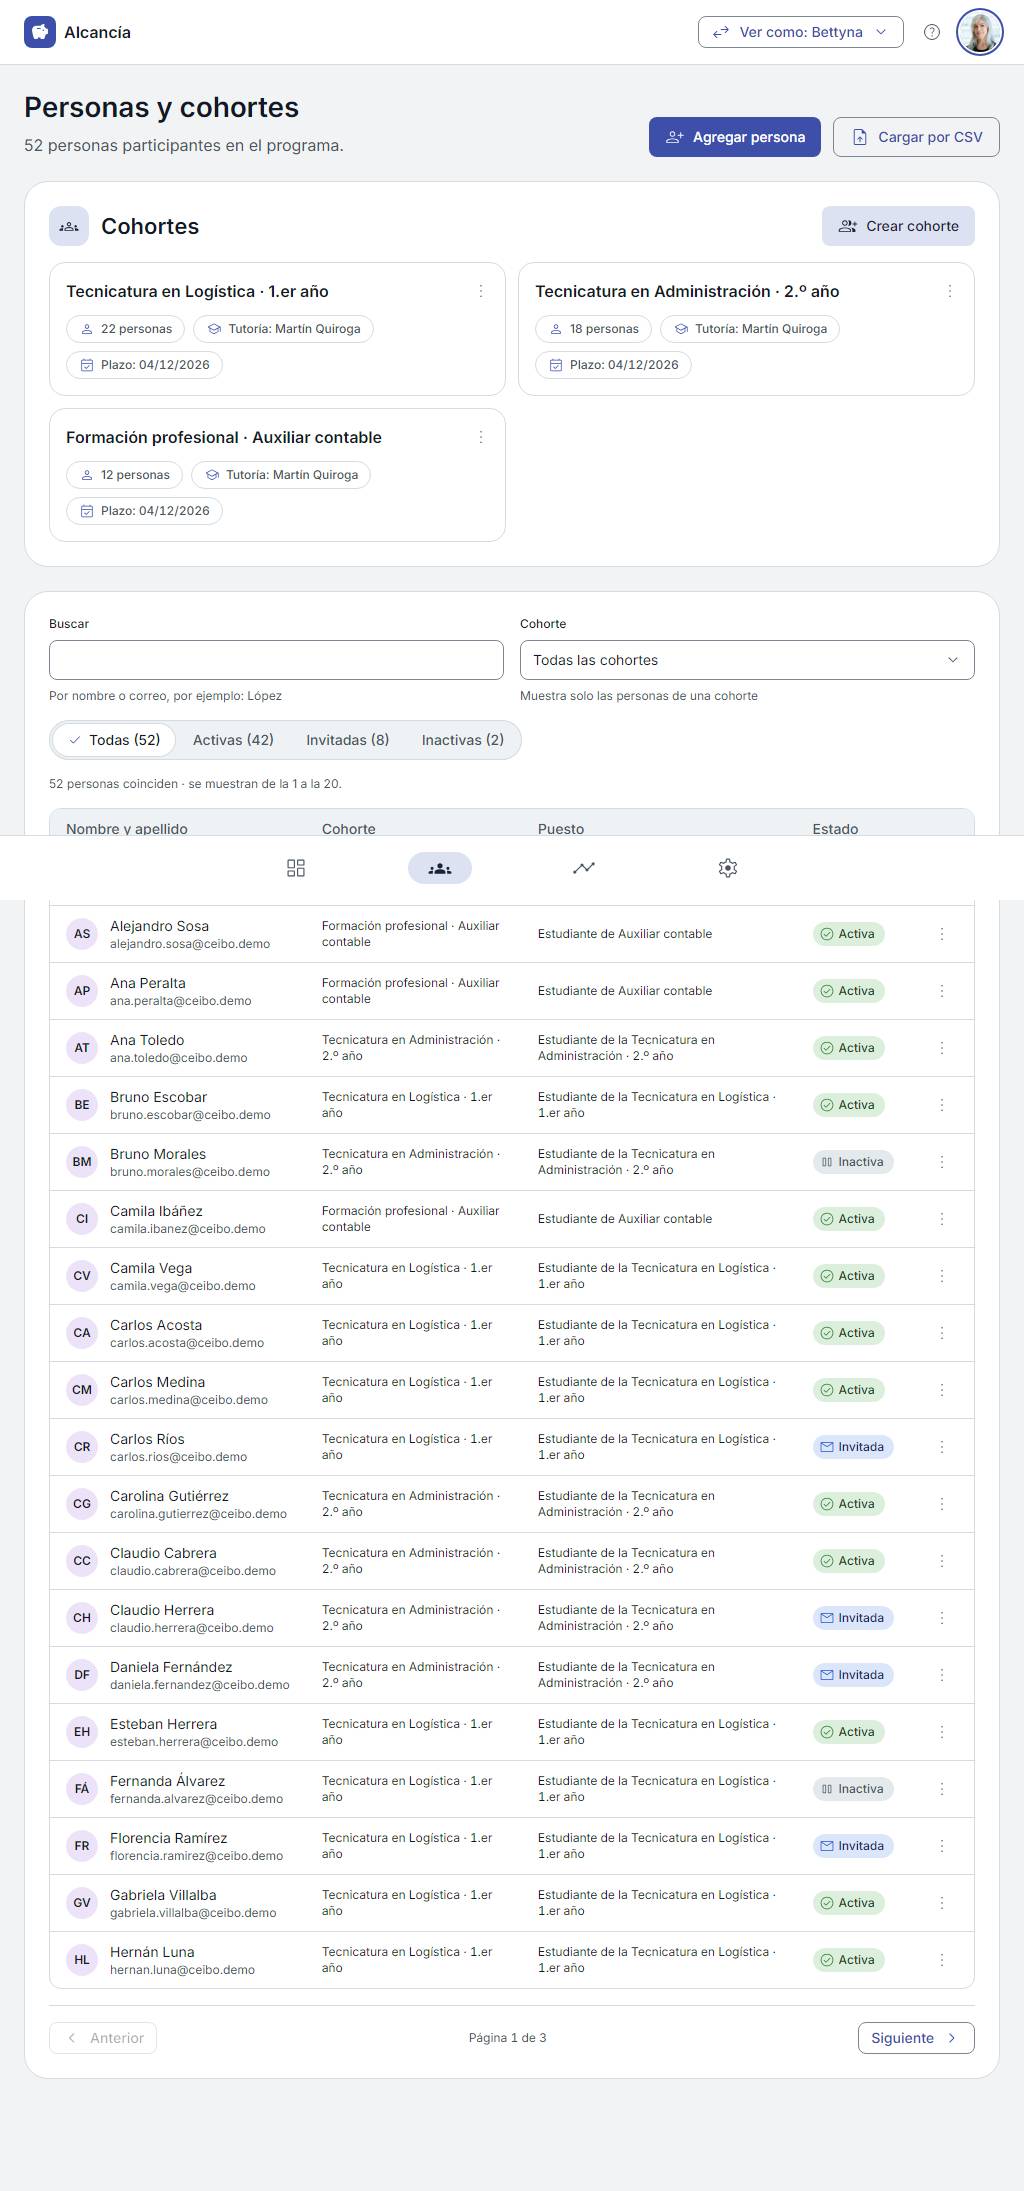 Alcancía
Ver como: Bettyna
Personas y cohortes
52 personas participantes en el programa.
Agregar persona
Cargar por CSV
Cohortes
Crear cohorte
Tecnicatura en Logística · 1.er año
22 personas
Tutoría: Martín Quiroga
Plazo: 04/12/2026
Tecnicatura en Administración · 2.º año
18 personas
Tutoría: Martín Quiroga
Plazo: 04/12/2026
Formación profesional · Auxiliar contable
12 personas
Tutoría: Martín Quiroga
Plazo: 04/12/2026
Buscar
Por nombre o correo, por ejemplo: López
Cohorte
Todas las cohortes
Muestra solo las personas de una cohorte
Todas (52)
Activas (42)
Invitadas (8)
Inactivas (2)
52 personas coinciden · se muestran de la 1 a la 20.
Nombre y apellido
Cohorte
Puesto
Estado
AS
Alejandro Sosa
alejandro.sosa@ceibo.demo
Formación profesional · Auxiliar
contable
Estudiante de Auxiliar contable
Activa
AP
Ana Peralta
ana.peralta@ceibo.demo
Formación profesional · Auxiliar
contable
Estudiante de Auxiliar contable
Activa
AT
Ana Toledo
ana.toledo@ceibo.demo
Tecnicatura en Administración ·
2.º año
Estudiante de la Tecnicatura en
Administración · 2.º año
Activa
BE
Bruno Escobar
bruno.escobar@ceibo.demo
Tecnicatura en Logística · 1.er
año
Estudiante de la Tecnicatura en Logística ·
1.er año
Activa
BM
Bruno Morales
bruno.morales@ceibo.demo
Tecnicatura en Administración ·
2.º año
Estudiante de la Tecnicatura en
Administración · 2.º año
Inactiva
CI
Camila Ibáñez
camila.ibanez@ceibo.demo
Formación profesional · Auxiliar
contable
Estudiante de Auxiliar contable
Activa
CV
Camila Vega
camila.vega@ceibo.demo
Tecnicatura en Logística · 1.er
año
Estudiante de la Tecnicatura en Logística ·
1.er año
Activa
CA
Carlos Acosta
carlos.acosta@ceibo.demo
Tecnicatura en Logística · 1.er
año
Estudiante de la Tecnicatura en Logística ·
1.er año
Activa
CM
Carlos Medina
carlos.medina@ceibo.demo
Tecnicatura en Logística · 1.er
año
Estudiante de la Tecnicatura en Logística ·
1.er año
Activa
CR
Carlos Ríos
carlos.rios@ceibo.demo
Tecnicatura en Logística · 1.er
año
Estudiante de la Tecnicatura en Logística ·
1.er año
Invitada
CG
Carolina Gutiérrez
carolina.gutierrez@ceibo.demo
Tecnicatura en Administración ·
2.º año
Estudiante de la Tecnicatura en
Administración · 2.º año
Activa
CC
Claudio Cabrera
claudio.cabrera@ceibo.demo
Tecnicatura en Administración ·
2.º año
Estudiante de la Tecnicatura en
Administración · 2.º año
Activa
CH
Claudio Herrera
claudio.herrera@ceibo.demo
Tecnicatura en Administración ·
2.º año
Estudiante de la Tecnicatura en
Administración · 2.º año
Invitada
DF
Daniela Fernández
daniela.fernandez@ceibo.demo
Tecnicatura en Administración ·
2.º año
Estudiante de la Tecnicatura en
Administración · 2.º año
Invitada
EH
Esteban Herrera
esteban.herrera@ceibo.demo
Tecnicatura en Logística · 1.er
año
Estudiante de la Tecnicatura en Logística ·
1.er año
Activa
FÁ
Fernanda Álvarez
fernanda.alvarez@ceibo.demo
Tecnicatura en Logística · 1.er
año
Estudiante de la Tecnicatura en Logística ·
1.er año
Inactiva
FR
Florencia Ramírez
florencia.ramirez@ceibo.demo
Tecnicatura en Logística · 1.er
año
Estudiante de la Tecnicatura en Logística ·
1.er año
Invitada
GV
Gabriela Villalba
gabriela.villalba@ceibo.demo
Tecnicatura en Logística · 1.er
año
Estudiante de la Tecnicatura en Logística ·
1.er año
Activa
HL
Hernán Luna
hernan.luna@ceibo.demo
Tecnicatura en Logística · 1.er
año
Estudiante de la Tecnicatura en Logística ·
1.er año
Activa
Anterior
Página 1 de 3
Siguiente